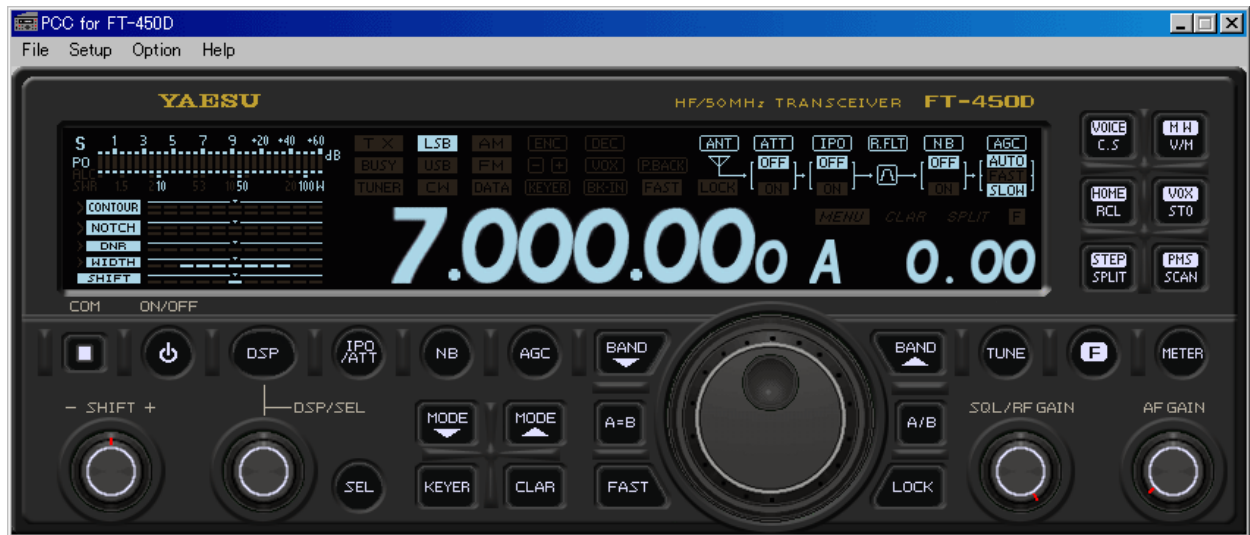 PCC for FT-450D
File Setup Option Help
YAESU
HF/50MHz TRANSCEIVER FT-450D
S 1 3 5 7 9 +20 +40 +60 dB
PO
ALC
SWR 1.5 2 10 5 3 10 50 20 100 W
CONTOUR
NOTCH
DNR
WIDTH
SHIFT
TX LSB AM ENC DEC
BUSY USB FM - + VOX P.BACK
TUNER CW DATA KEYER BK-IN FAST LOCK
ANT ATT IPO R.FLT NB AGC
OFF OFF OFF AUTO
FAST
ON ON ON SLOW
MENU CLAR SPLIT F
7.000.000 A 0.00
VOICE C.S
M W V/M
HOME RCL
VOX STO
STEP SPLIT
PMS SCAN
COM ON/OFF
DSP
IPO /ATT
NB
AGC
BAND
BAND
TUNE
F
METER
- SHIFT +
DSP/SEL
MODE
MODE
A=B
A/B
SQL/RF GAIN
AF GAIN
SEL
KEYER
CLAR
FAST
LOCK